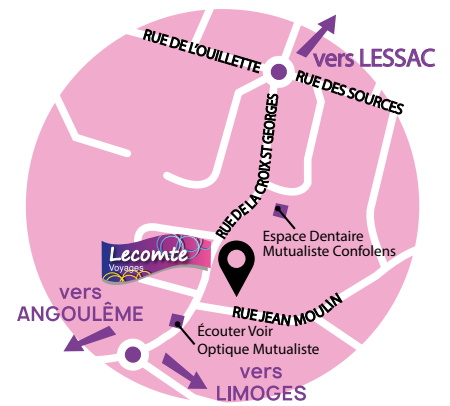 vers LESSAC
RUE DE L'OUILLETTE
RUE DES SOURCES
RUE DE LA CROIX ST GEORGES
Espace Dentaire
Mutualiste Confolens
Lecomte
Voyages
vers
ANGOULÊME
RUE JEAN MOULIN
Écouter Voir
Optique Mutualiste
vers
LIMOGES